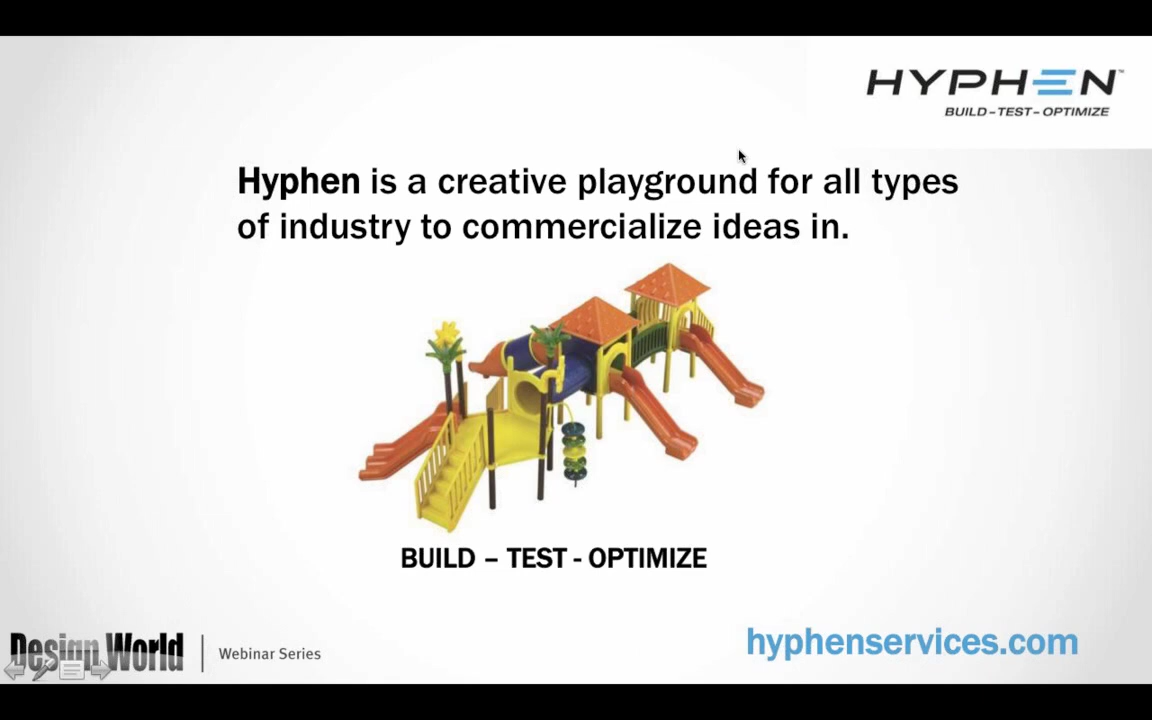 HYPHEN™
BUILD–TEST–OPTIMIZE
Hyphen is a creative playground for all types
of industry to commercialize ideas in.
BUILD – TEST - OPTIMIZE
Design World
Webinar Series
hyphenservices.com